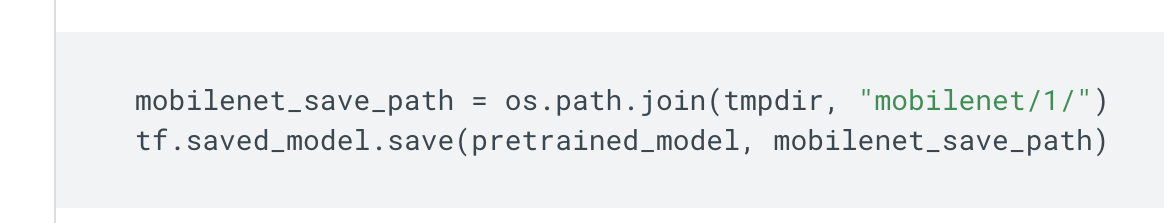 mobilenet_save_path = os.path.join(tmpdir, "mobilenet/1/")
tf.saved_model.save(pretrained_model, mobilenet_save_path)